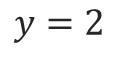 y = 2